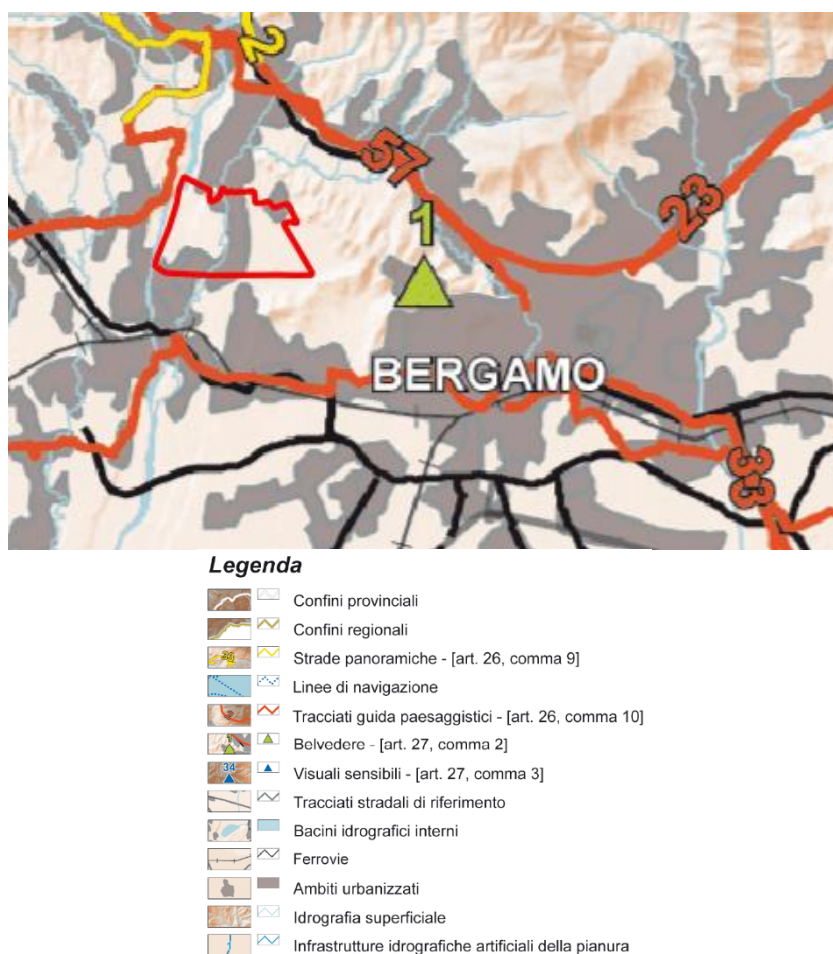 2
57
23
1
BERGAMO
33
Legenda
Confini provinciali
Confini regionali
Strade panoramiche - [art. 26, comma 9]
Linee di navigazione
Tracciati guida paesaggistici - [art. 26, comma 10]
Belvedere - [art. 27, comma 2]
34
Visuali sensibili - [art. 27, comma 3]
Tracciati stradali di riferimento
Bacini idrografici interni
Ferrovie
Ambiti urbanizzati
Idrografia superficiale
Infrastrutture idrografiche artificiali della pianura